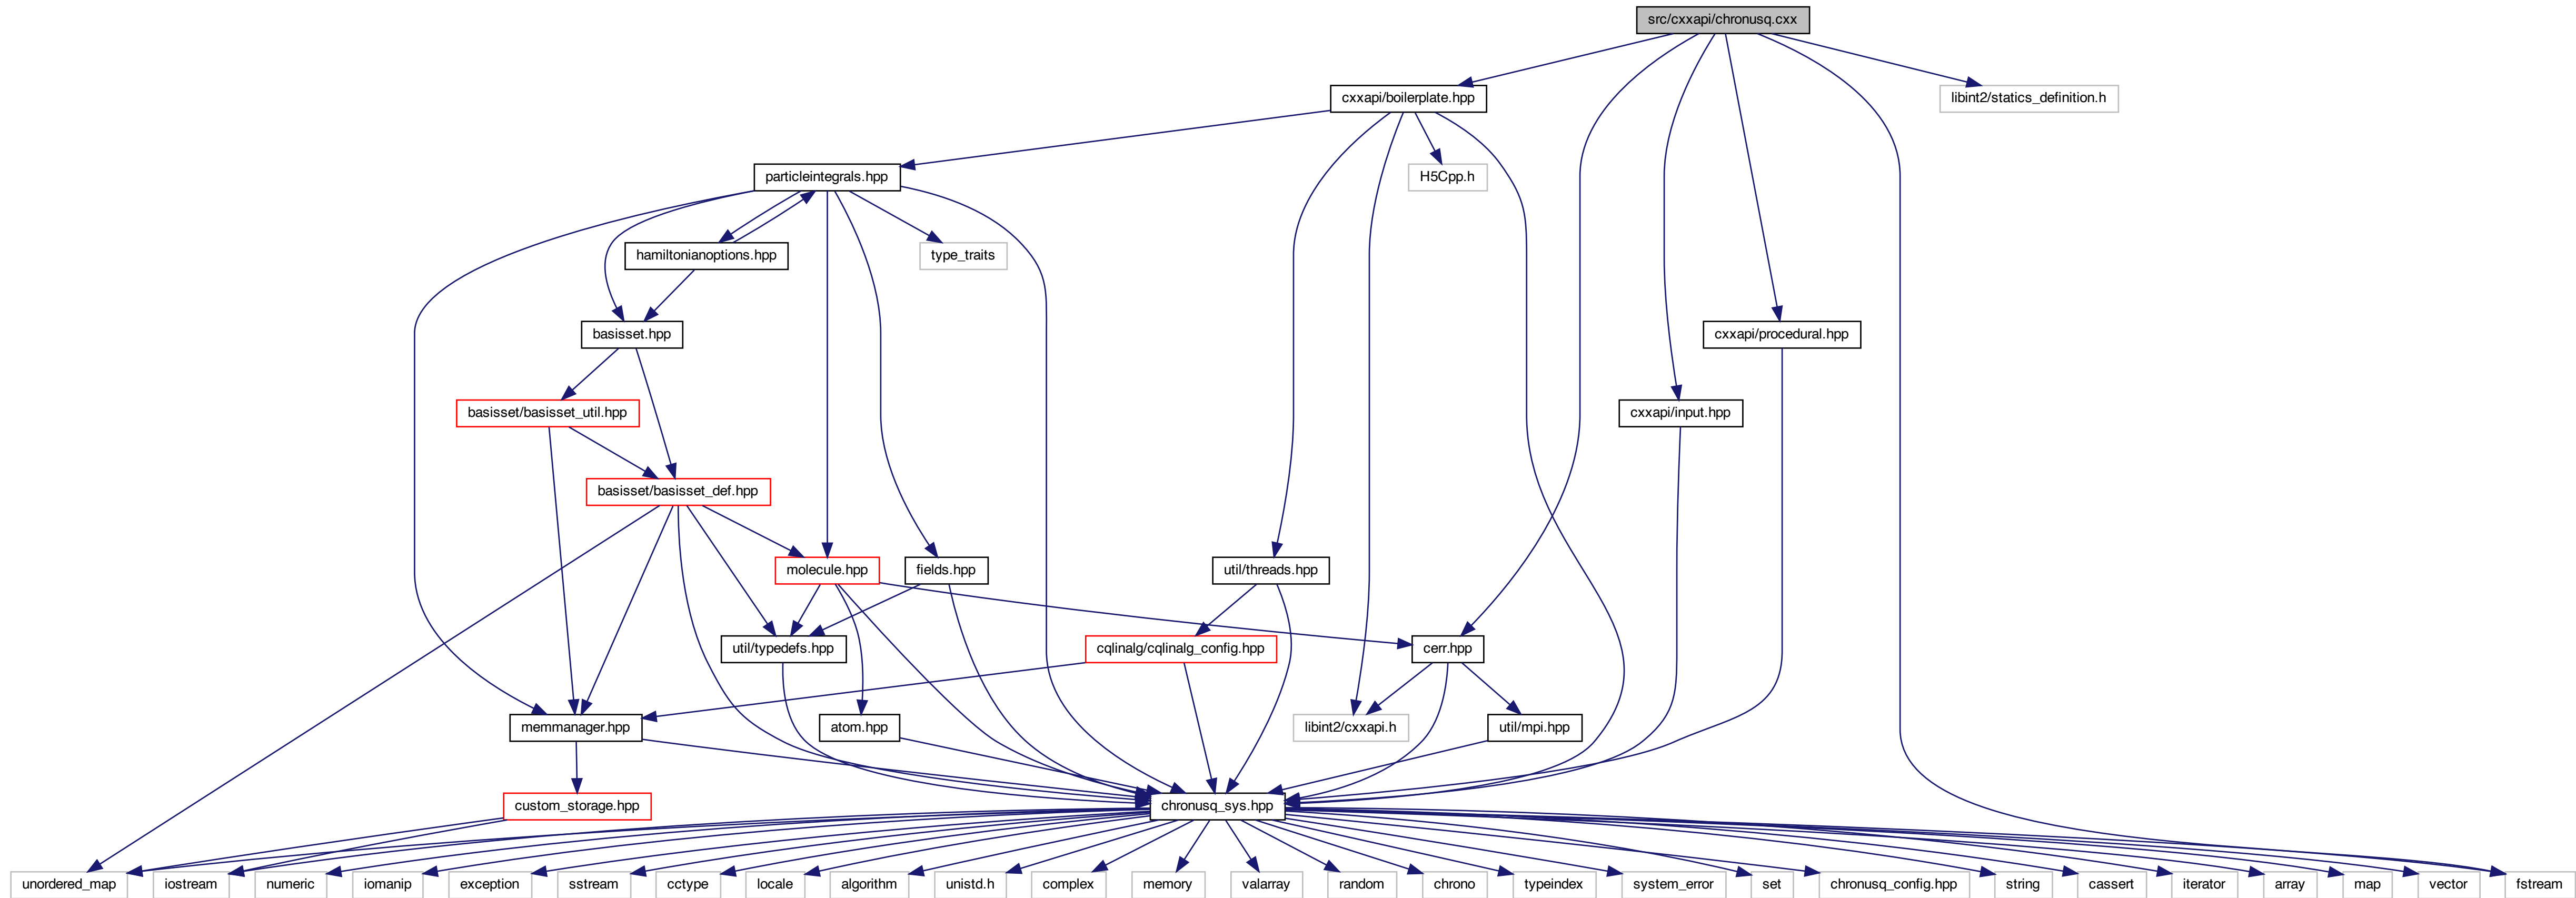 src/cxxapi/chronusq.cxx
cxxapi/boilerplate.hpp
libint2/statics_definition.h
particleintegrals.hpp
H5Cpp.h
hamiltonianoptions.hpp
type_traits
basisset.hpp
cxxapi/procedural.hpp
basisset/basisset_util.hpp
cxxapi/input.hpp
basisset/basisset_def.hpp
molecule.hpp
fields.hpp
util/threads.hpp
util/typedefs.hpp
cqlinalg/cqlinalg_config.hpp
cerr.hpp
memmanager.hpp
atom.hpp
libint2/cxxapi.h
util/mpi.hpp
custom_storage.hpp
chronusq_sys.hpp
unordered_map
iostream
numeric
iomanip
exception
sstream
cctype
locale
algorithm
unistd.h
complex
memory
valarray
random
chrono
typeindex
system_error
set
chronusq_config.hpp
string
cassert
iterator
array
map
vector
fstream